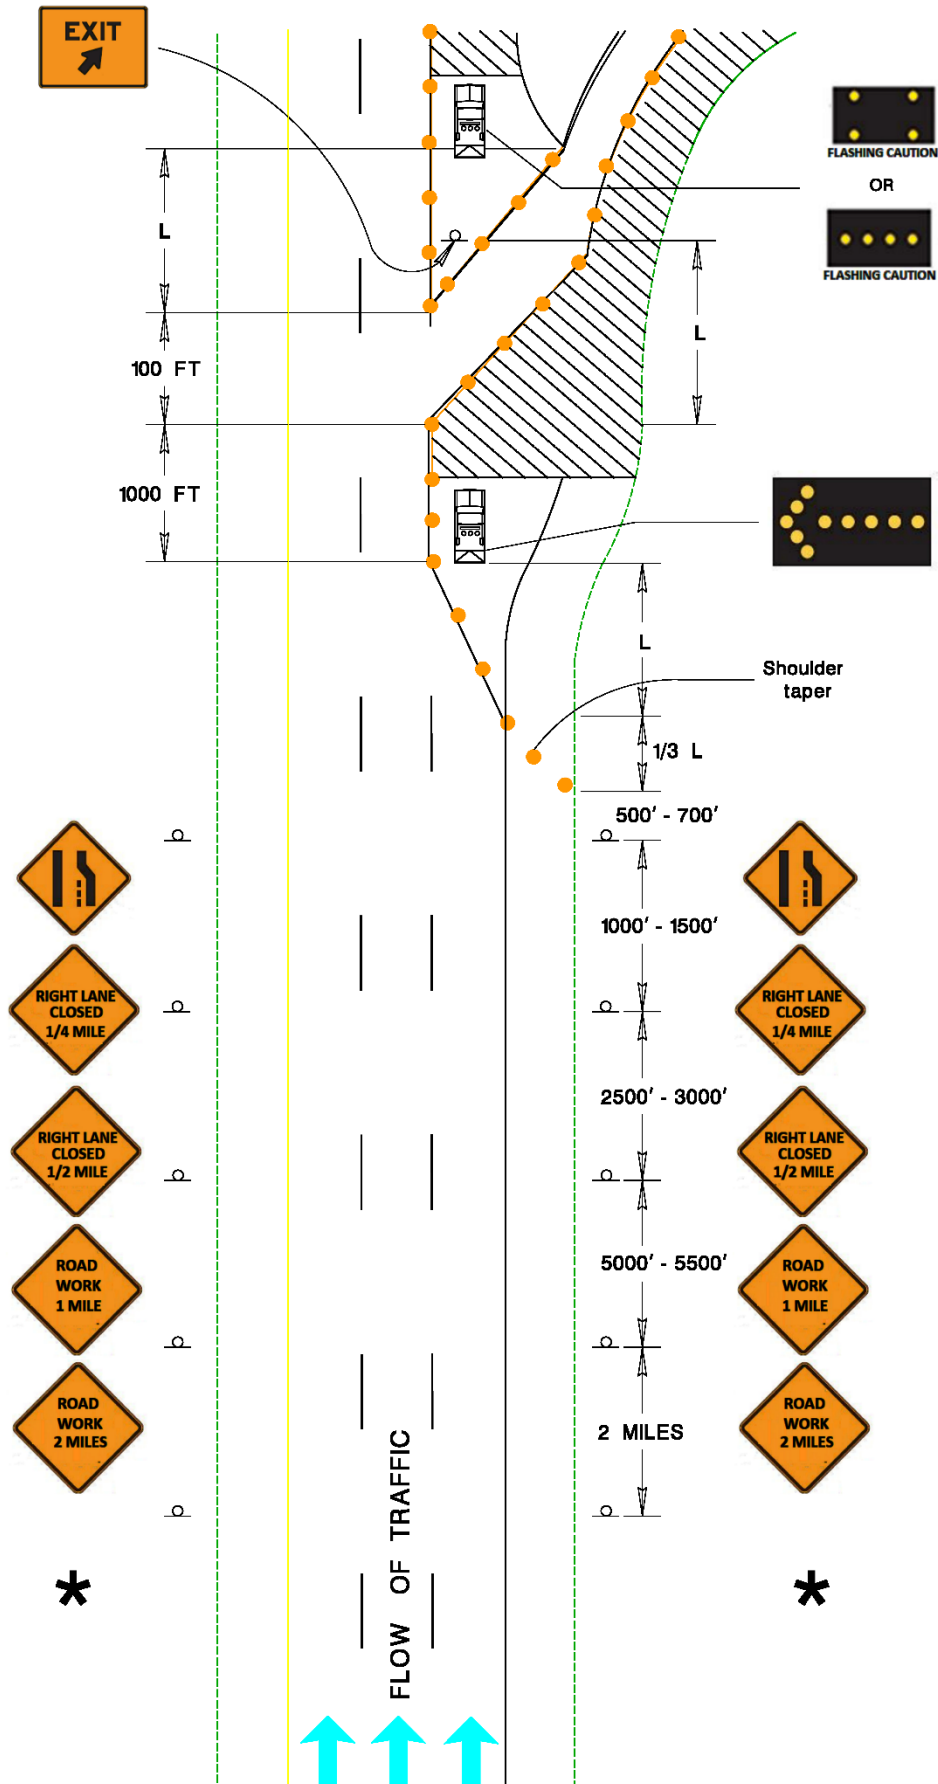 EXIT
FLASHING CAUTION
OR
FLASHING CAUTION
L
L
100 FT
1000 FT
L
Shoulder
taper
1/3 L
500' - 700'
1000' - 1500'
RIGHT LANE
CLOSED
1/4 MILE
RIGHT LANE
CLOSED
1/4 MILE
2500' - 3000'
RIGHT LANE
CLOSED
1/2 MILE
RIGHT LANE
CLOSED
1/2 MILE
5000' - 5500'
ROAD
WORK
1 MILE
ROAD
WORK
1 MILE
ROAD
WORK
2 MILES
2 MILES
ROAD
WORK
2 MILES
FLOW OF TRAFFIC
*
*